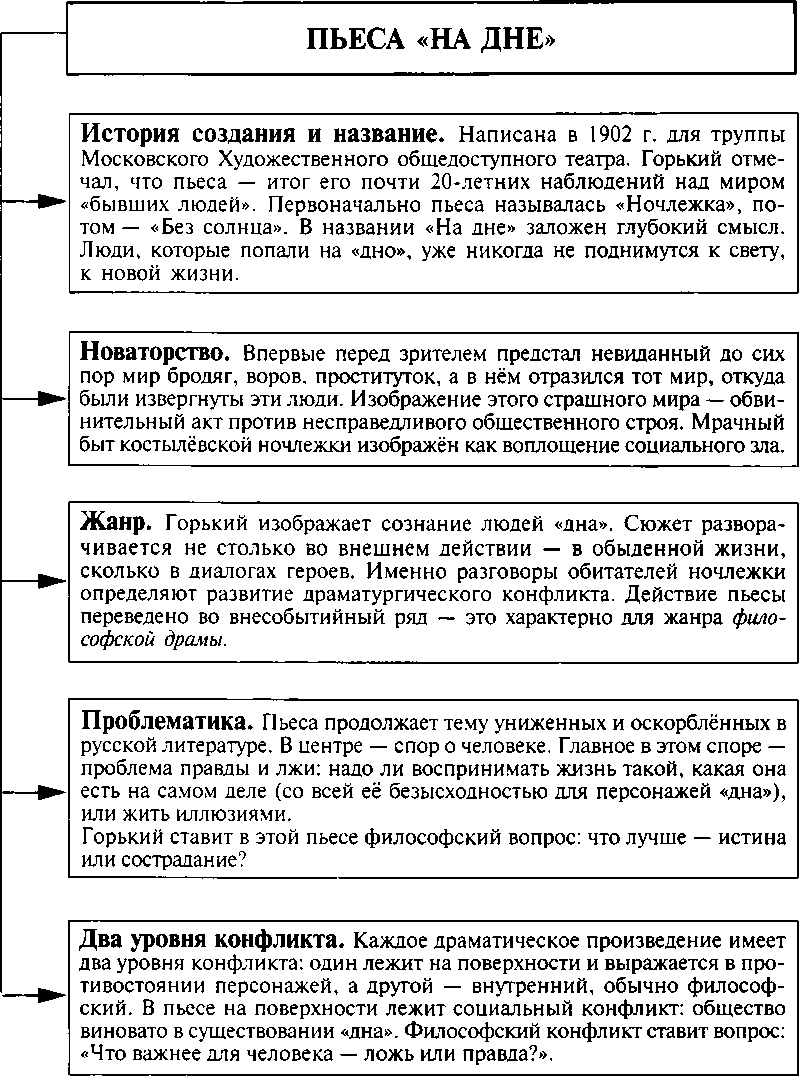 ПЬЕСА «НА ДНЕ»
История создания и название. Написана в 1902 г. для труппы
Московского Художественного общедоступного театра. Горький отме-
чал, что пьеса — итог его почти 20-летних наблюдений над миром
«бывших людей». Первоначально пьеса называлась «Ночлежка», по-
том — «Без солнца». В названии «На дне» заложен глубокий смысл.
Люди, которые попали на «дно», уже никогда не поднимутся к свету,
к новой жизни.
Новаторство. Впервые перед зрителем предстал невиданный до сих
пор мир бродяг, воров. проституток, а в нём отразился тот мир, откуда
были извергнуты эти люди. Изображение этого страшного мира — обви-
нительный акт против несправедливого общественного строя. Мрачный
быт костылёвской ночлежки изображён как воплощение социального зла.
Жанр. Горький изображает сознание людей «дна». Сюжет развора-
чивается не столько во внешнем действии — в обыденной жизни,
сколько в диалогах героев. Именно разговоры обитателей ночлежки
определяют развитие драматургического конфликта. Действие пьесы
переведено во внесобытийный ряд — это характерно для жанра фило-
софской драмы.
Проблематика. Пьеса продолжает тему униженных и оскорблённых в
русской литературе. В центре — спор о человеке. Главное в этом споре —
проблема правды и лжи: надо ли воспринимать жизнь такой, какая она
есть на самом деле (со всей её безысходностью для персонажей «дна»),
или жить иллюзиями.
Горький ставит в этой пьесе философский вопрос: что лучше — истина
или сострадание?
Два уровня конфликта. Каждое драматическое произведение имеет
два уровня конфликта: один лежит на поверхности и выражается в про-
тивостоянии персонажей, а другой — внутренний, обычно философ-
ский. В пьесе на поверхности лежит социальный конфликт: общество
виновато в существовании «дна». Философский конфликт ставит вопрос:
«Что важнее для человека — ложь или правда?».